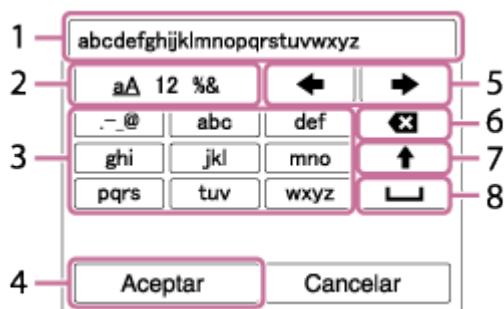 1 abcdefghijklmnopqrstuvwxyz
2 aA 12 %& 5
.-_@ abc def 6
3 ghi jkl mno 7
pqrs tuv wxyz 8
4 Aceptar Cancelar